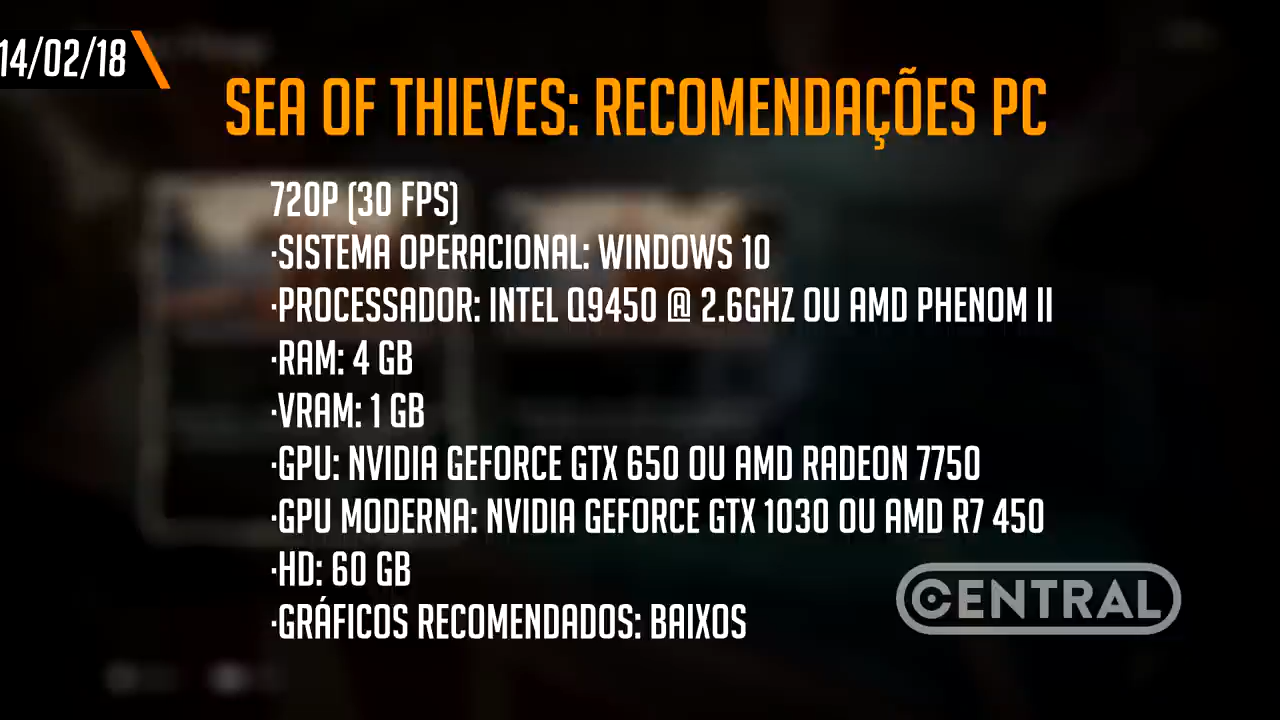 14/02/18
SEA OF THIEVES: RECOMENDAÇÕES PC
720P (30 FPS)
·SISTEMA OPERACIONAL: WINDOWS 10
·PROCESSADOR: INTEL Q9450 @ 2.6GHZ OU AMD PHENOM II
·RAM: 4 GB
·VRAM: 1 GB
·GPU: NVIDIA GEFORCE GTX 650 OU AMD RADEON 7750
·GPU MODERNA: NVIDIA GEFORCE GTX 1030 OU AMD R7 450
·HD: 60 GB
·GRÁFICOS RECOMENDADOS: BAIXOS
CENTRAL